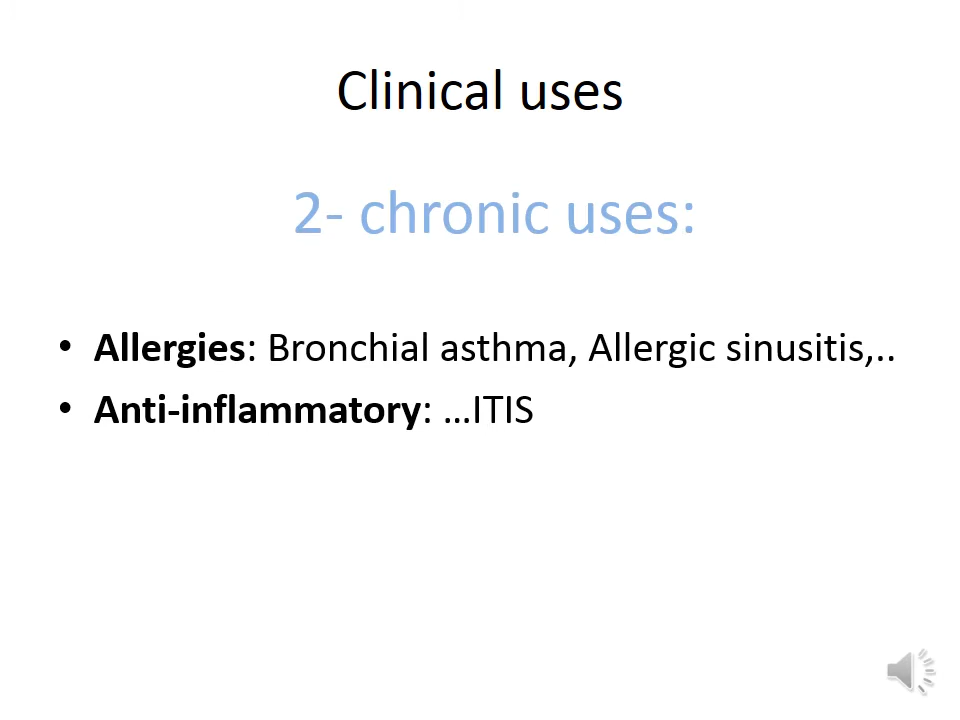 Clinical uses
2- chronic uses:
• Allergies: Bronchial asthma, Allergic sinusitis,..
• Anti-inflammatory: …ITIS